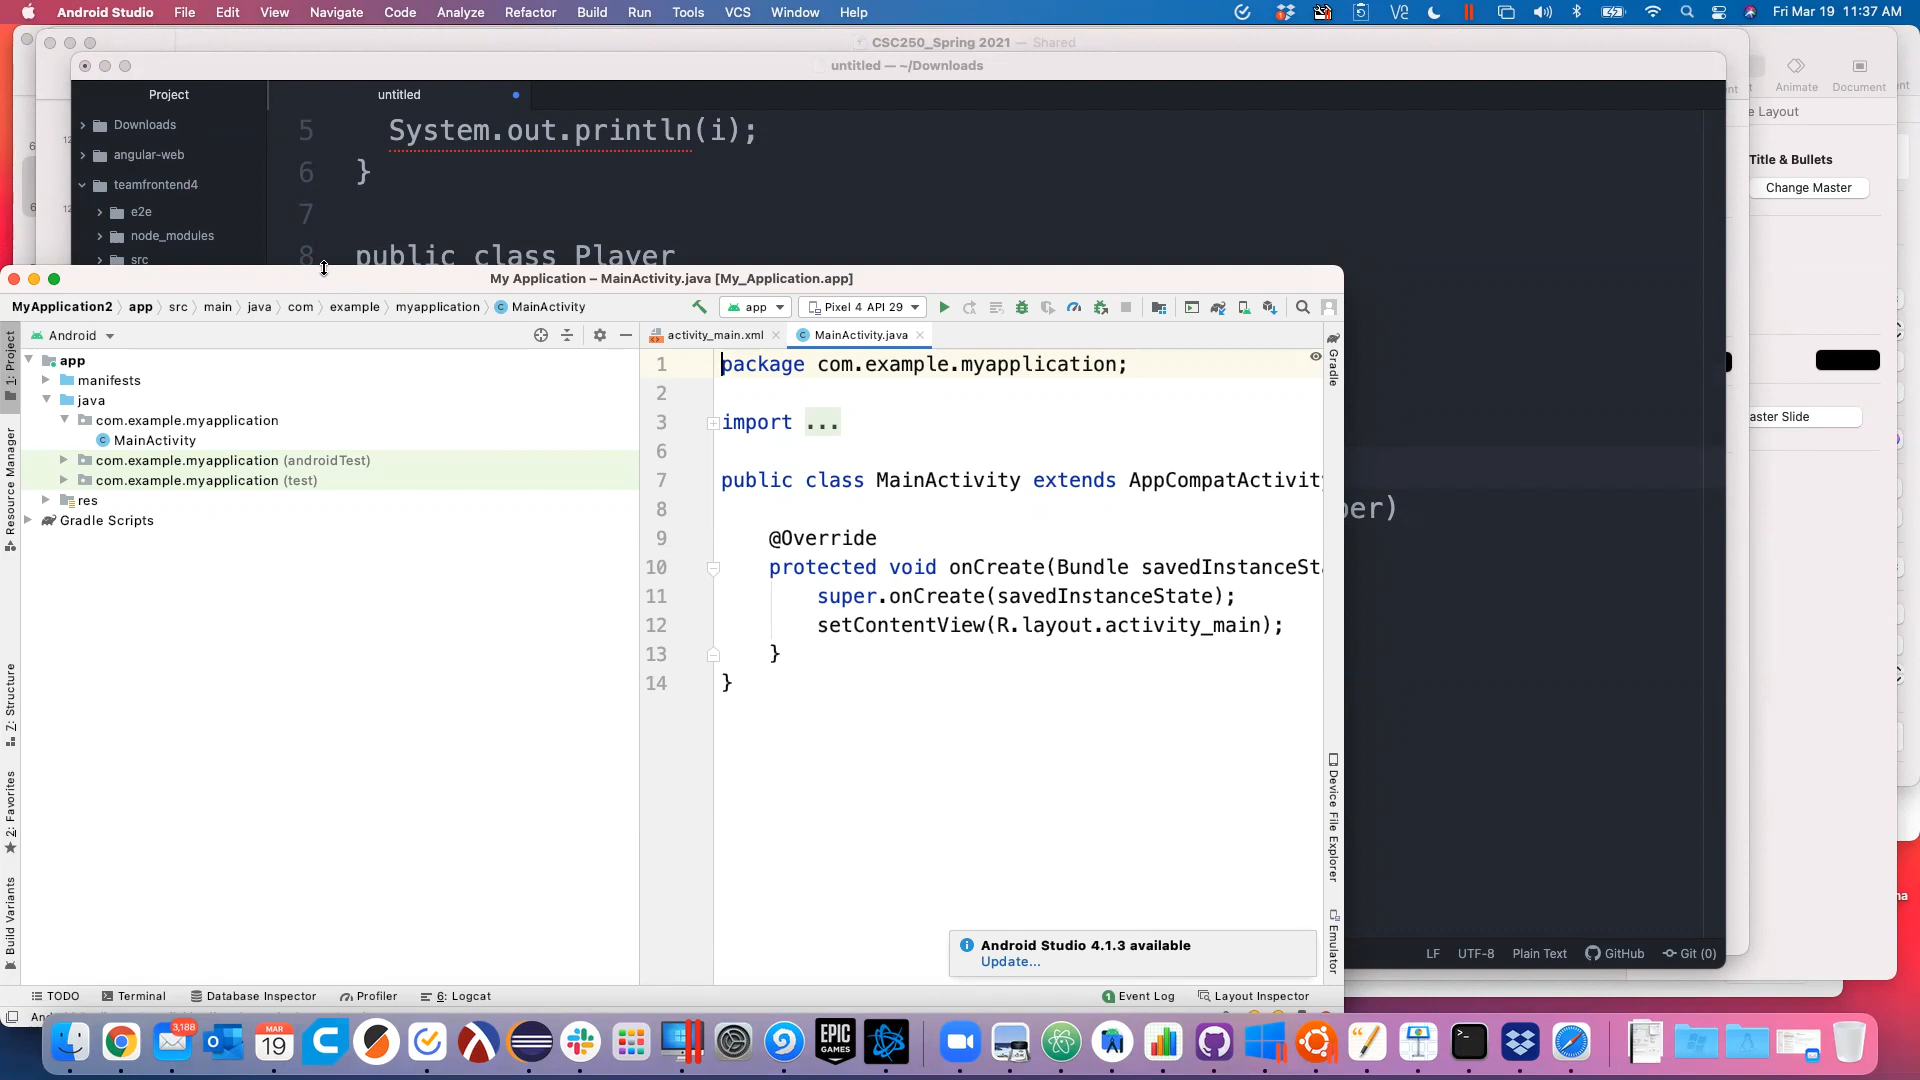 Android Studio File Edit View Navigate Code Analyze Refactor Build Run Tools VCS Window Help Fri Mar 19 11:37 AM
CSC250_Spring 2021 — Shared
untitled — ~/Downloads
Animate Document
Project untitled
Downloads
angular-web
teamfrontend4
e2e
node_modules
src
5 System.out.println(i);
6 }
7
8 public class Player
Title & Bullets
Change Master
My Application – MainActivity.java [My_Application.app]
MyApplication2 app src main java com example myapplication MainActivity
app Pixel 4 API 29
Android
activity_main.xml MainActivity.java
app
manifests
java
com.example.myapplication
MainActivity
com.example.myapplication (androidTest)
com.example.myapplication (test)
res
Gradle Scripts
1 package com.example.myapplication;
2
3 import ...
6
7 public class MainActivity extends AppCompatActivity
8
9 @Override
10 protected void onCreate(Bundle savedInstanceSta
11 super.onCreate(savedInstanceState);
12 setContentView(R.layout.activity_main);
13 }
14 }
1: Project
Resource Manager
7: Structure
2: Favorites
Build Variants
Gradle
Device File Explorer
Emulator
Android Studio 4.1.3 available
Update...
LF UTF-8 Plain Text GitHub Git (0)
TODO Terminal Database Inspector Profiler 6: Logcat 1 Event Log Layout Inspector
3,188
MAR
19
EPIC
GAMES